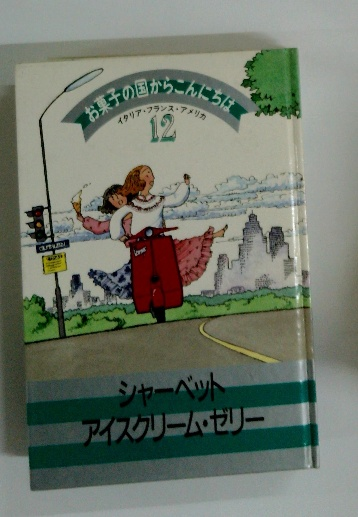 お菓子の国からこんにちは
イタリア・フランス・アメリカ
12
シャーベット
アイスクリーム・ゼリー